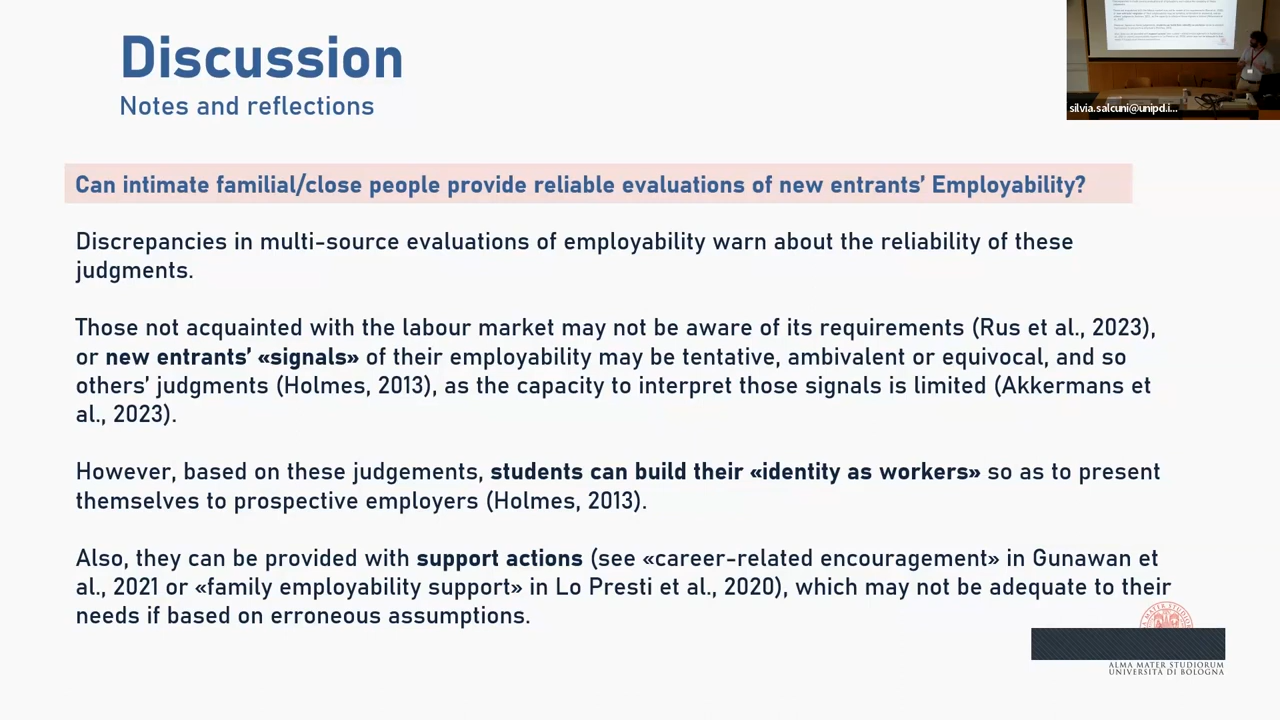 Discussion
Notes and reflections
silvia.salcuni@unipd.i...
Can intimate familial/close people provide reliable evaluations of new entrants' Employability?
Discrepancies in multi-source evaluations of employability warn about the reliability of these
judgments.
Those not acquainted with the labour market may not be aware of its requirements (Rus et al., 2023),
or new entrants' «signals» of their employability may be tentative, ambivalent or equivocal, and so
others' judgments (Holmes, 2013), as the capacity to interpret those signals is limited (Akkermans et
al., 2023).
However, based on these judgements, students can build their «identity as workers» so as to present
themselves to prospective employers (Holmes, 2013).
Also, they can be provided with support actions (see «career-related encouragement» in Gunawan et
al., 2021 or «family employability support» in Lo Presti et al., 2020), which may not be adequate to their
needs if based on erroneous assumptions.
ALMA MATER STUDIORUM
UNIVERSITÀ DI BOLOGNA